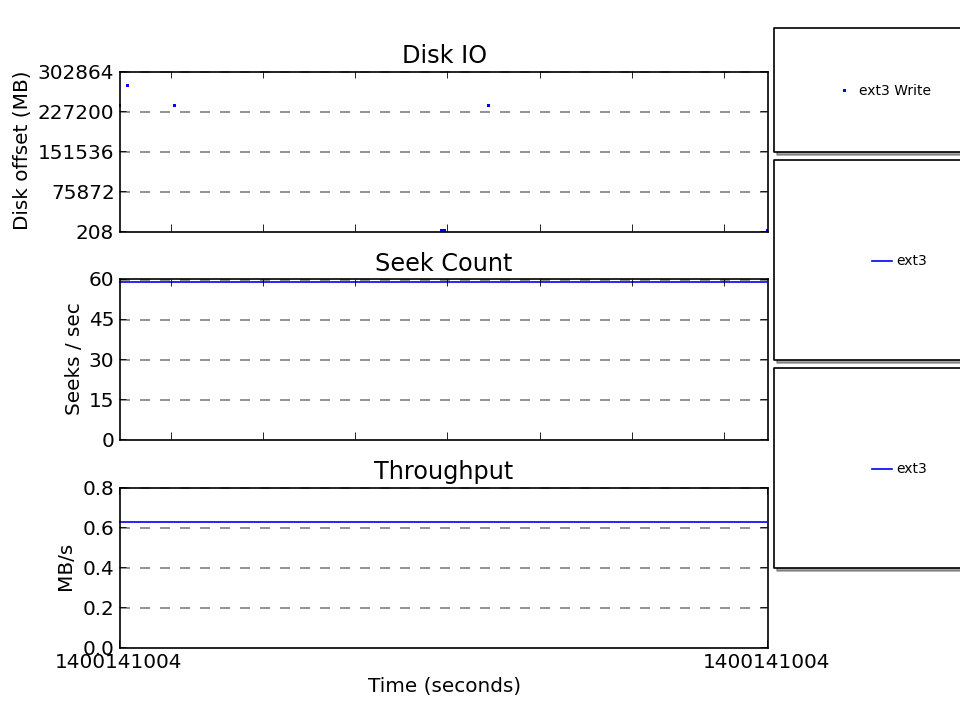 Disk IO
Disk offset (MB)
302864
227200
151536
75872
208
ext3 Write
Seek Count
Seeks / sec
60
45
30
15
0
ext3
Throughput
MB/s
0.8
0.6
0.4
0.2
0.0
ext3
1400141004 1400141004
Time (seconds)